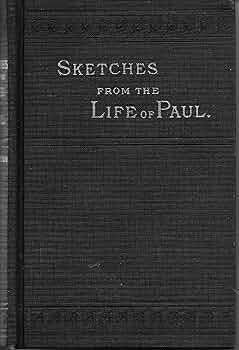 SKETCHES
FROM THE
LIFE OF PAUL.